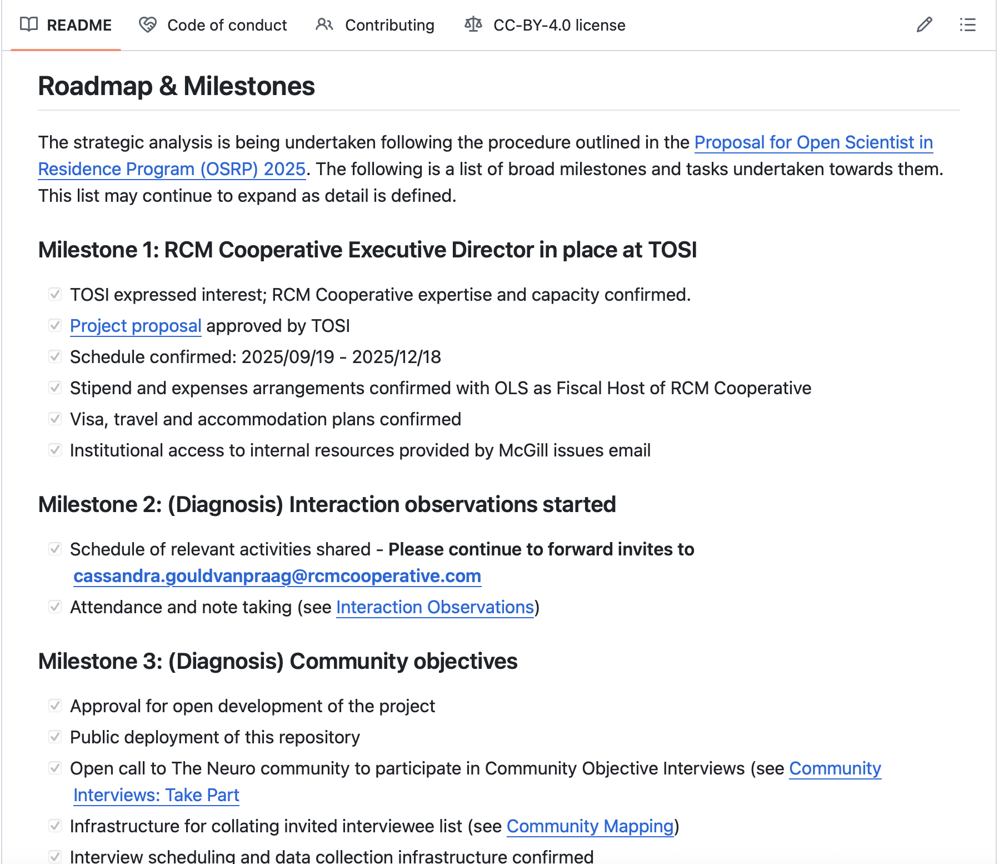 README
Code of conduct
Contributing
CC-BY-4.0 license
Roadmap & Milestones
The strategic analysis is being undertaken following the procedure outlined in the Proposal for Open Scientist in
Residence Program (OSRP) 2025. The following is a list of broad milestones and tasks undertaken towards them.
This list may continue to expand as detail is defined.
Milestone 1: RCM Cooperative Executive Director in place at TOSI
TOSI expressed interest; RCM Cooperative expertise and capacity confirmed.
Project proposal approved by TOSI
Schedule confirmed: 2025/09/19 - 2025/12/18
Stipend and expenses arrangements confirmed with OLS as Fiscal Host of RCM Cooperative
Visa, travel and accommodation plans confirmed
Institutional access to internal resources provided by McGill issues email
Milestone 2: (Diagnosis) Interaction observations started
Schedule of relevant activities shared - Please continue to forward invites to
cassandra.gouldvanpraag@rcmcooperative.com
Attendance and note taking (see Interaction Observations)
Milestone 3: (Diagnosis) Community objectives
Approval for open development of the project
Public deployment of this repository
Open call to The Neuro community to participate in Community Objective Interviews (see Community
Interviews: Take Part
Infrastructure for collating invited interviewee list (see Community Mapping)
Interview scheduling and data collection infrastructure confirmed